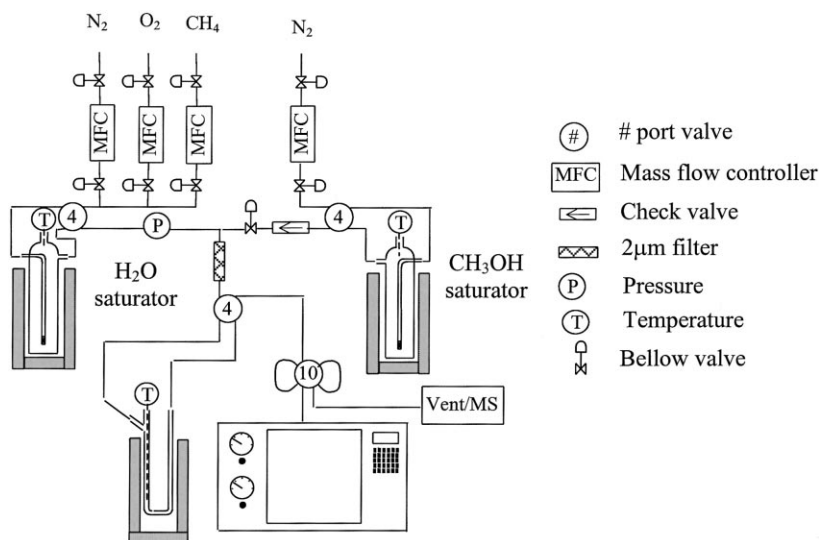 N₂ O₂ CH₄ N₂
MFC MFC MFC MFC
T 4 P 4 T
H₂O
saturator
CH₃OH
saturator
4
T
10
Vent/MS
# # port valve
MFC Mass flow controller
Check valve
2μm filter
P Pressure
T Temperature
Bellow valve